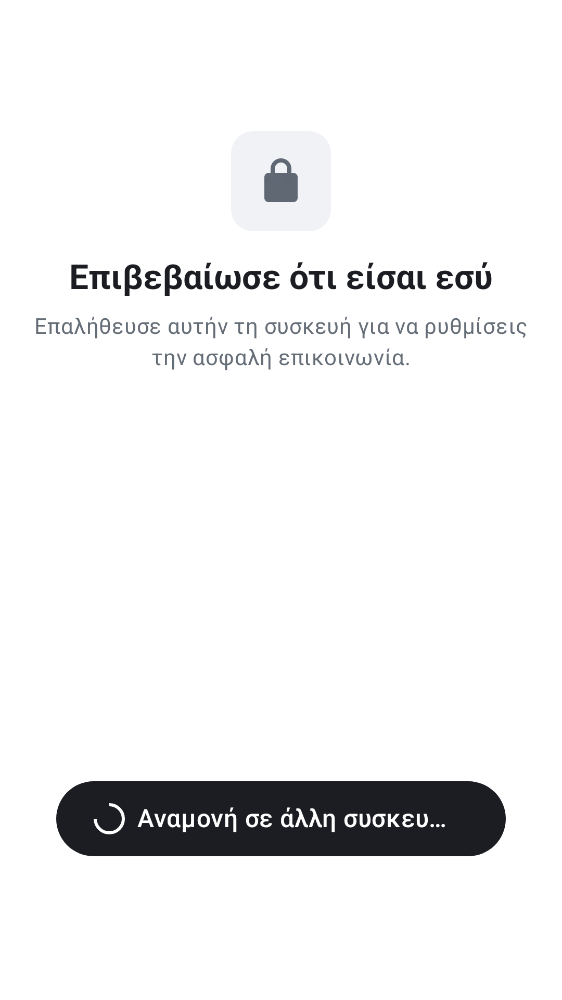 Επιβεβαίωσε ότι είσαι εσύ
Επαλήθευσε αυτήν τη συσκευή για να ρυθμίσεις
την ασφαλή επικοινωνία.
Αναμονή σε άλλη συσκευ…